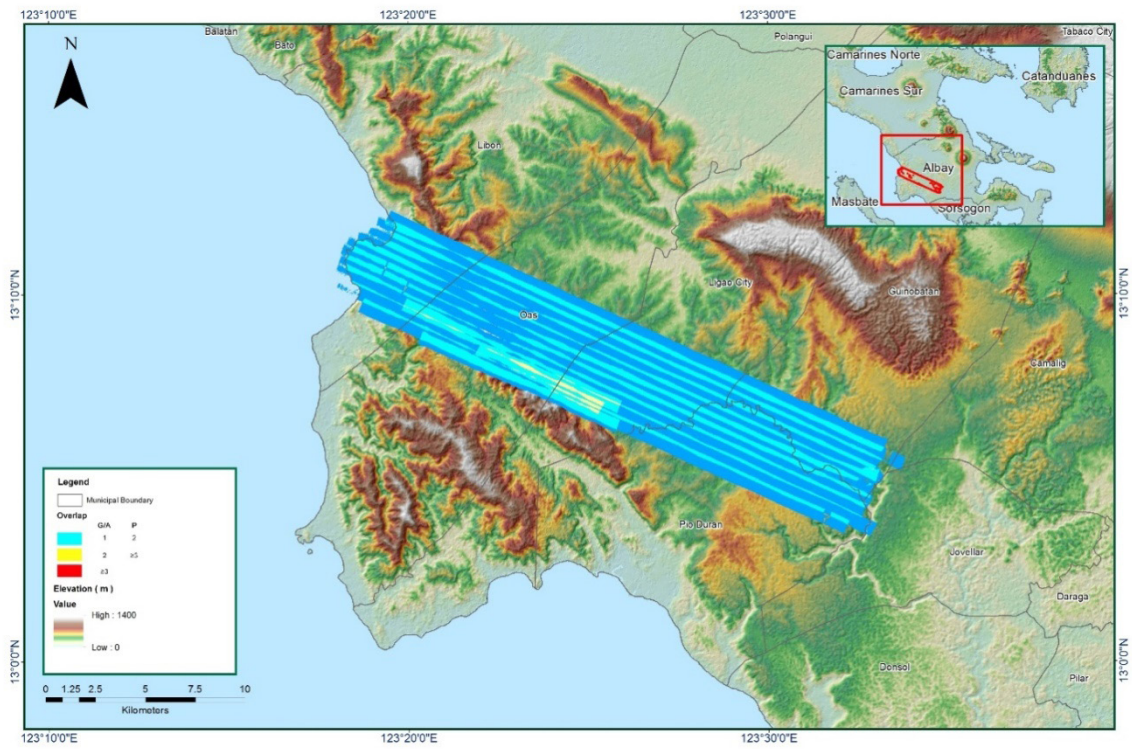 123°10'0"E 123°20'0"E 123°30'0"E
Balatan
Bato
Polangui
Tabaco City
N
Camarines Norte
Catanduanes
Camarines Sur
Albay
Masbate
Sorsogon
Libon
13°10'0"N
13°10'0"N
Ligao City
Guinobatan
Oas
Camalig
Legend
Municipal Boundary
Overlap
G/A P
1 2
2 ≥5
≥3
Elevation ( m )
Value
High : 1400
Low : 0
Pio Duran
Jovellar
Daraga
Donsol
Pilar
13°0'0"N
13°0'0"N
0 1.25 2.5 5 7.5 10
Kilometers
123°10'0"E 123°20'0"E 123°30'0"E